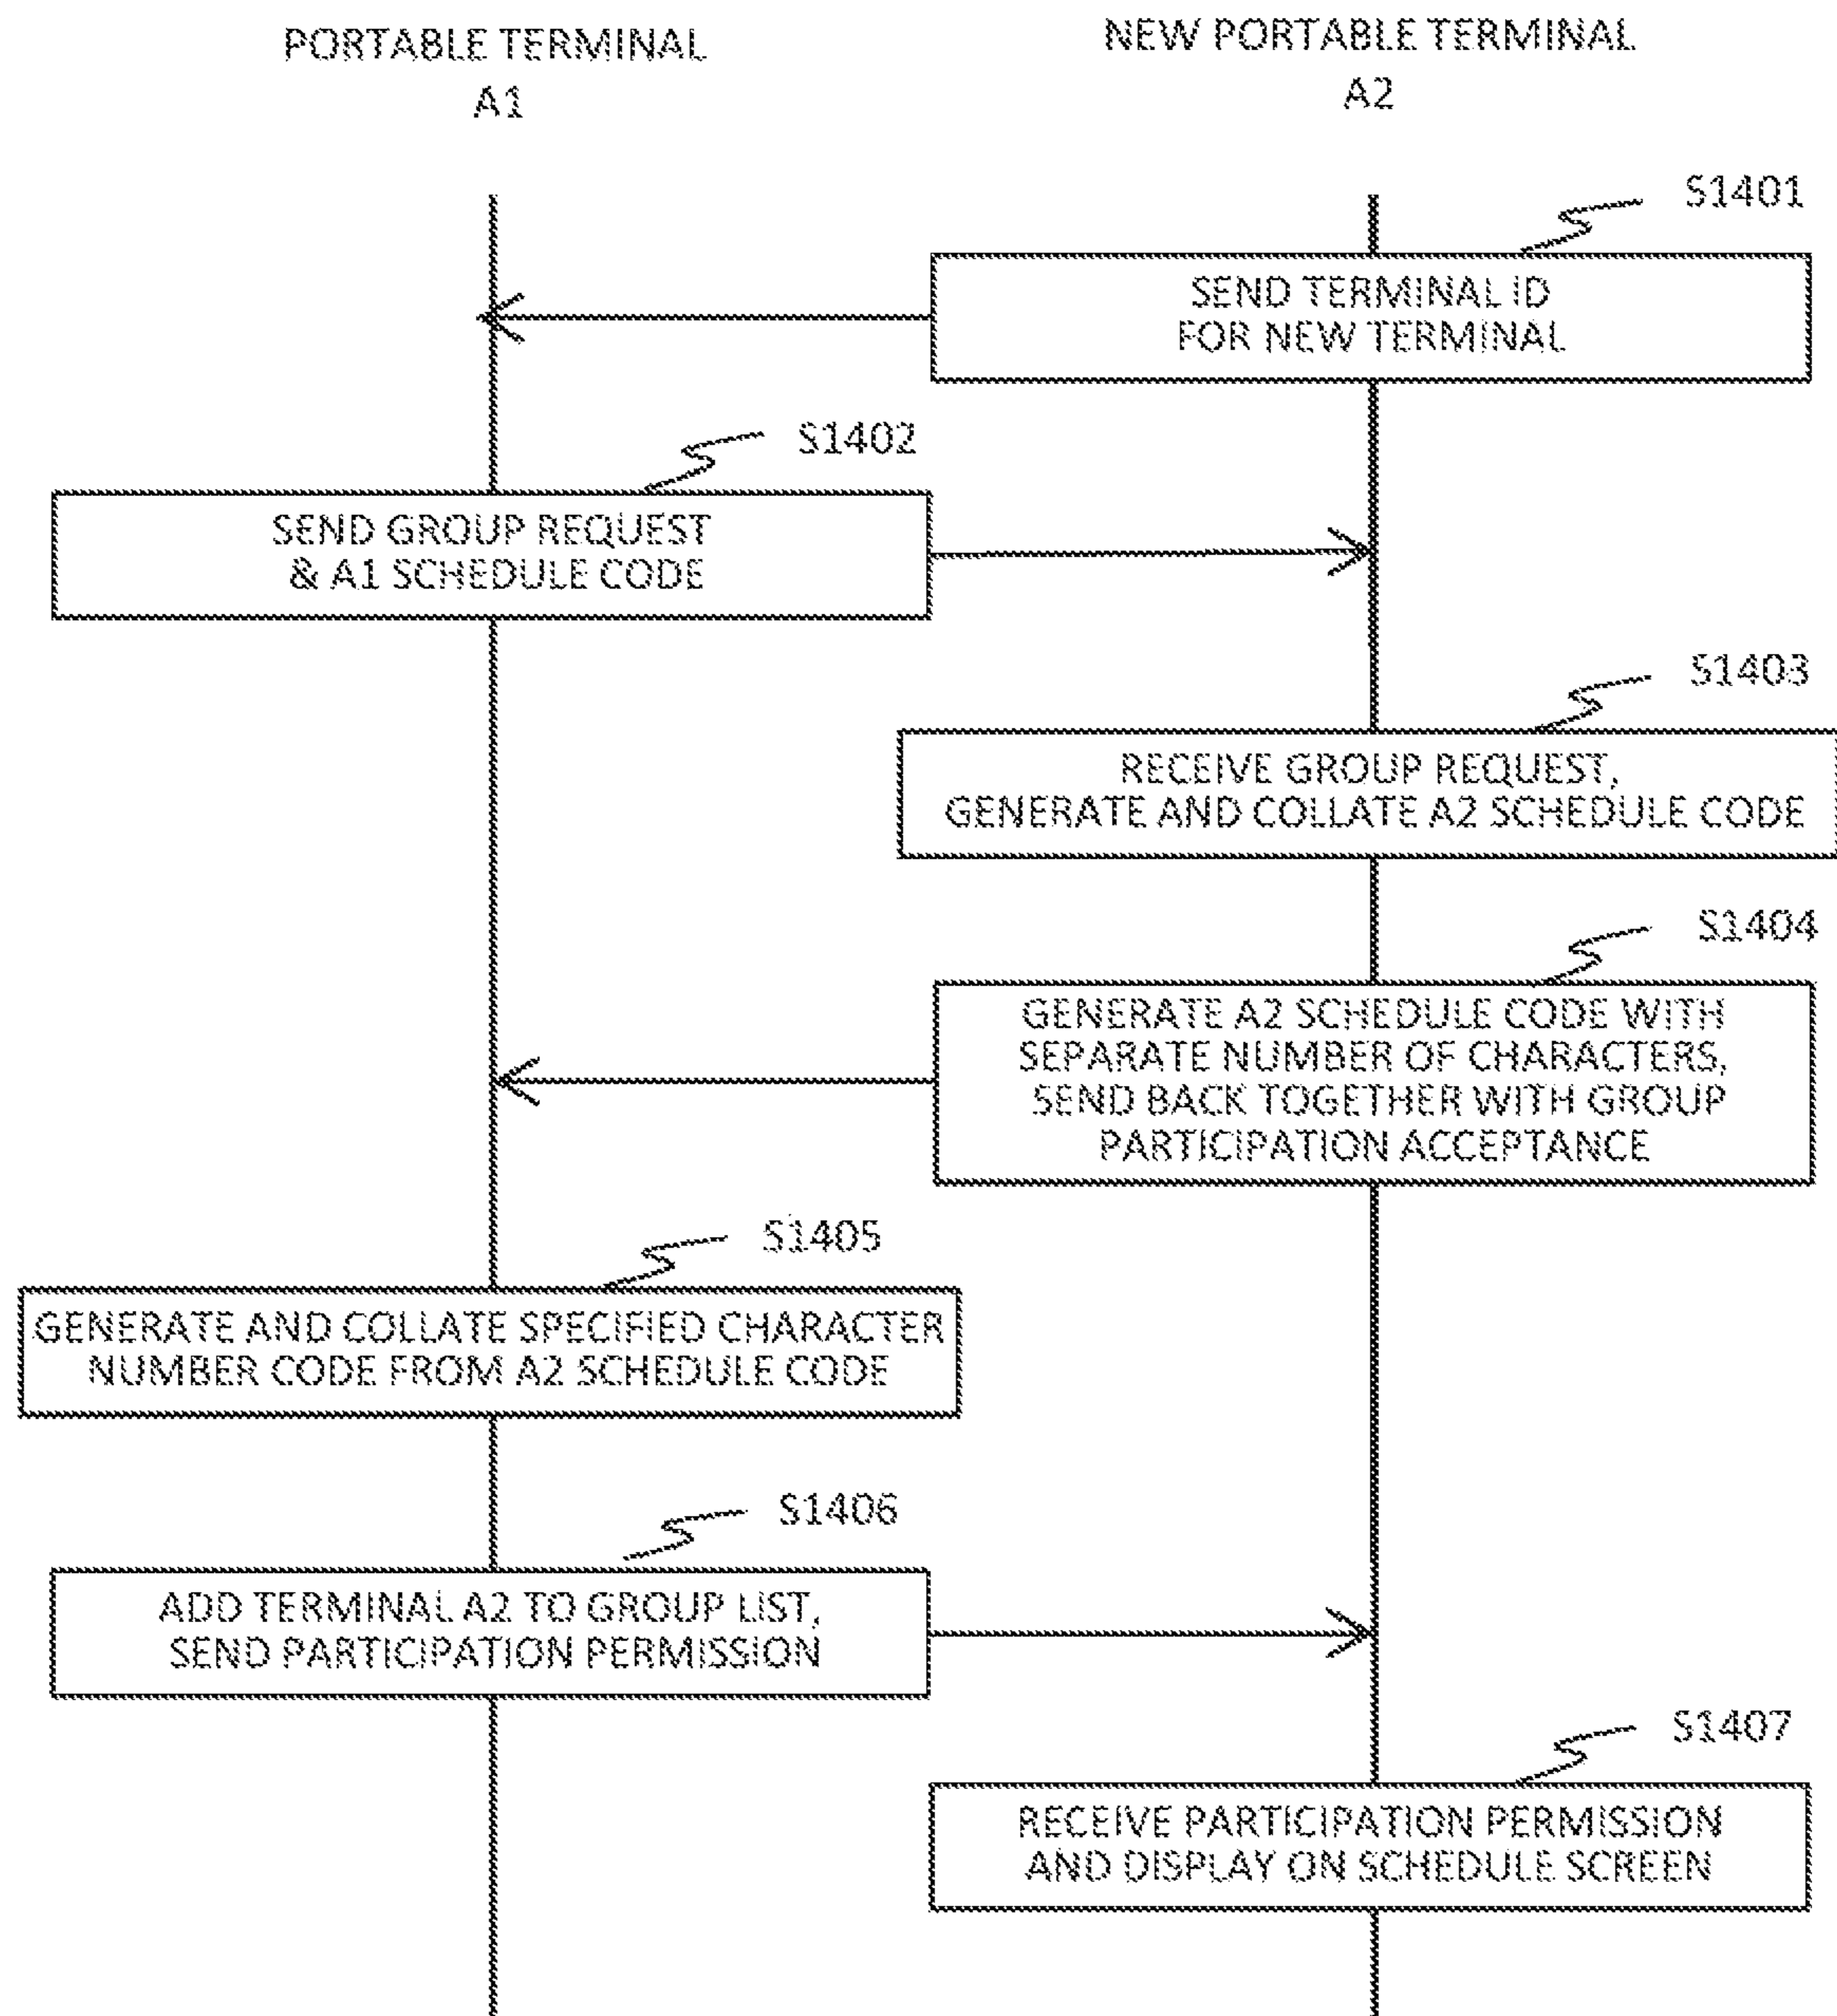 PORTABLE TERMINAL
A1
NEW PORTABLE TERMINAL
A2
S1401
SEND TERMINAL ID
FOR NEW TERMINAL
S1402
SEND GROUP REQUEST
& A1 SCHEDULE CODE
S1403
RECEIVE GROUP REQUEST,
GENERATE AND COLLATE A2 SCHEDULE CODE
S1404
GENERATE A2 SCHEDULE CODE WITH
SEPARATE NUMBER OF CHARACTERS,
SEND BACK TOGETHER WITH GROUP
PARTICIPATION ACCEPTANCE
S1405
GENERATE AND COLLATE SPECIFIED CHARACTER
NUMBER CODE FROM A2 SCHEDULE CODE
S1406
ADD TERMINAL A2 TO GROUP LIST,
SEND PARTICIPATION PERMISSION
S1407
RECEIVE PARTICIPATION PERMISSION
AND DISPLAY ON SCHEDULE SCREEN